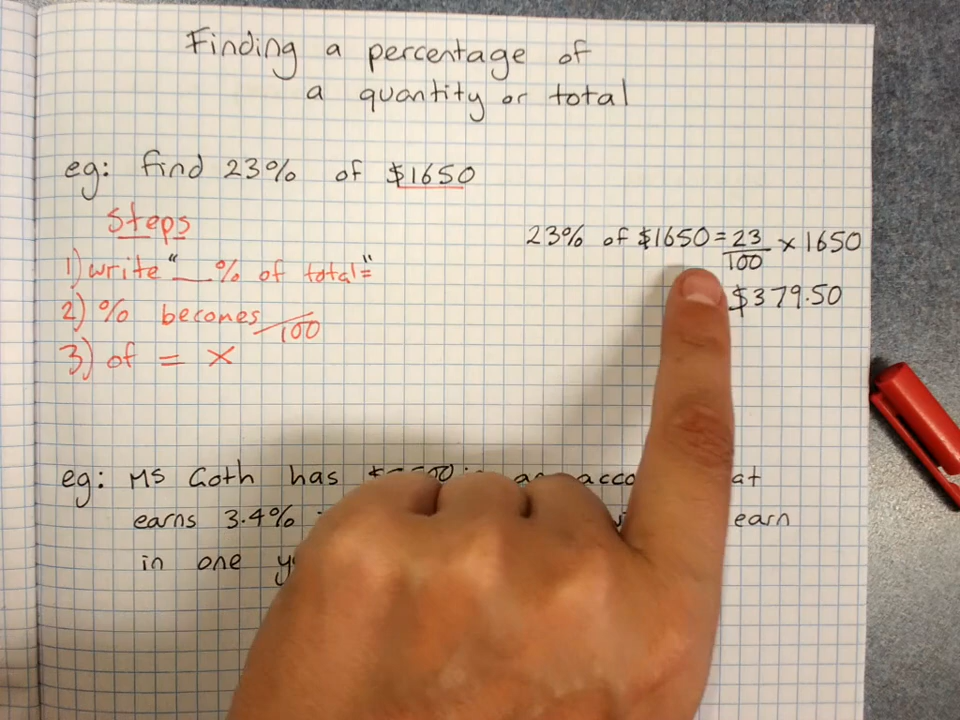 Finding a percentage of
a quantity or total
eg: find 23% of $1650
Steps
1) write "__% of total="
2) % becomes /100
3) of = ×
23% of $1650 = 23/100 × 1650
$379.50
eg: Ms Goth has
earns 3.4% earn
in one